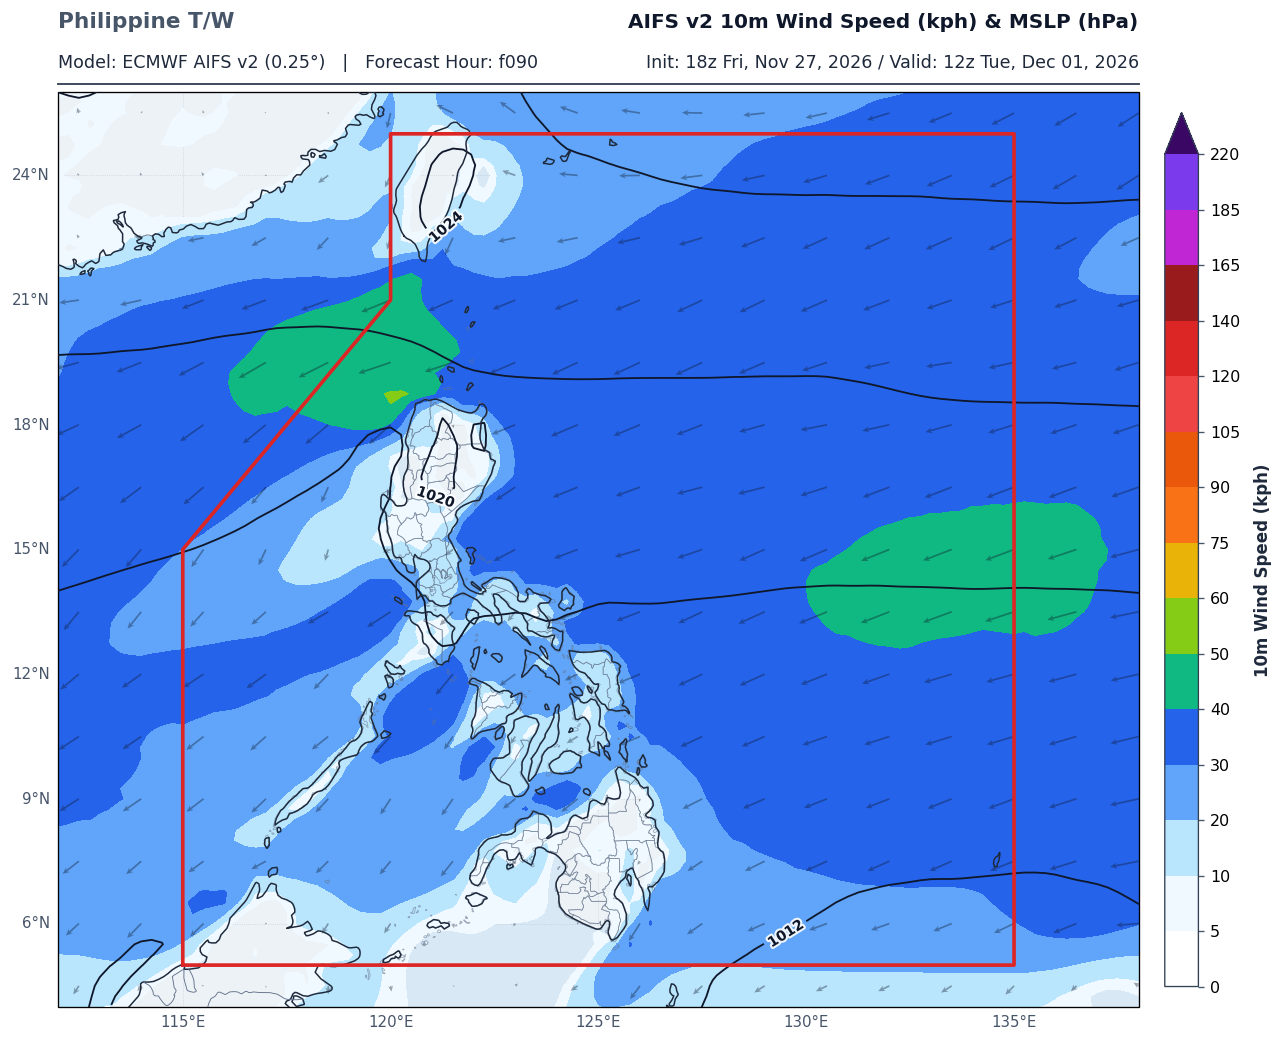 Philippine T/W
AIFS v2 10m Wind Speed (kph) & MSLP (hPa)
Model: ECMWF AIFS v2 (0.25°) | Forecast Hour: f090
Init: 18z Fri, Nov 27, 2026 / Valid: 12z Tue, Dec 01, 2026
24°N
21°N
18°N
15°N
12°N
9°N
6°N
1024
1020
1012
115°E
120°E
125°E
130°E
135°E
220
185
165
140
120
105
90
75
60
50
40
30
20
10
5
0
10m Wind Speed (kph)